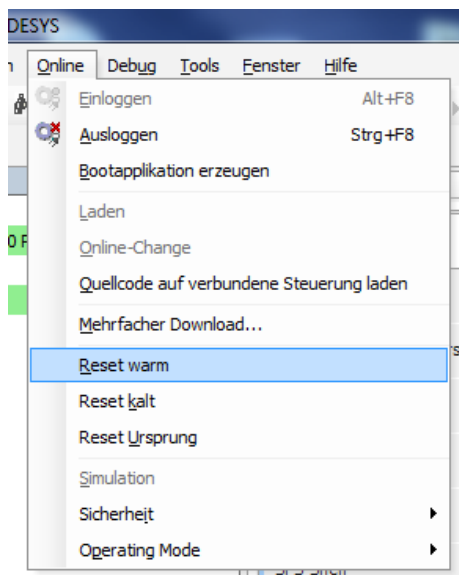 DESYS
Online Debug Tools Fenster Hilfe
Einloggen Alt+F8
Ausloggen Strg+F8
Bootapplikation erzeugen
Laden
Online-Change
Quellcode auf verbundene Steuerung laden
Mehrfacher Download...
Reset warm
Reset kalt
Reset Ursprung
Simulation
Sicherheit
Operating Mode